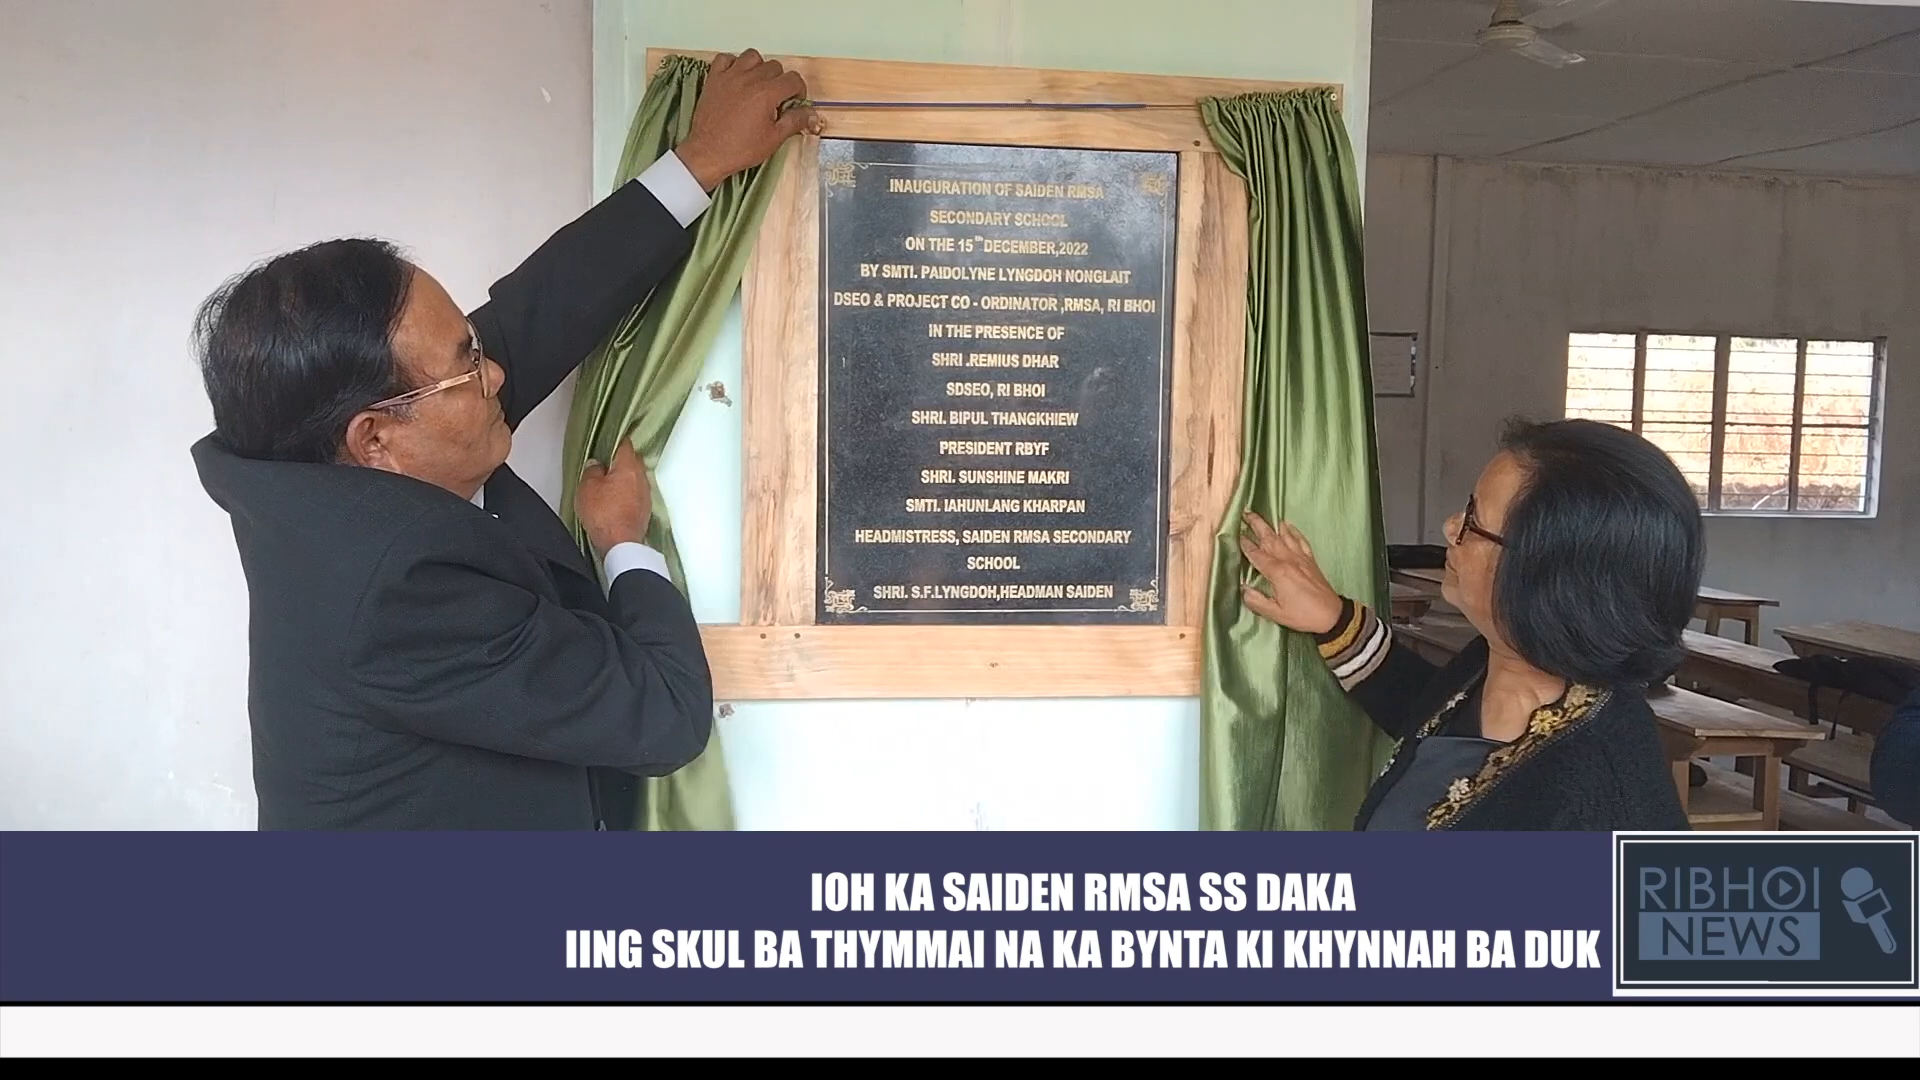 INAUGURATION OF SAIDEN RMSA
SECONDARY SCHOOL
ON THE 15th DECEMBER,2022
BY SMTI. PAIDOLYNE LYNGDOH NONGLAIT
DSEO & PROJECT CO - ORDINATOR ,RMSA, RI BHOI
IN THE PRESENCE OF
SHRI .REMIUS DHAR
SDSEO, RI BHOI
SHRI. BIPUL THANGKHIEW
PRESIDENT RBYF
SHRI. SUNSHINE MAKRI
SMTI. IAHUNLANG KHARPAN
HEADMISTRESS, SAIDEN RMSA SECONDARY
SCHOOL
SHRI. S.F.LYNGDOH,HEADMAN SAIDEN
IOH KA SAIDEN RMSA SS DAKA
IING SKUL BA THYMMAI NA KA BYNTA KI KHYNNAH BA DUK
RIBHOI
NEWS